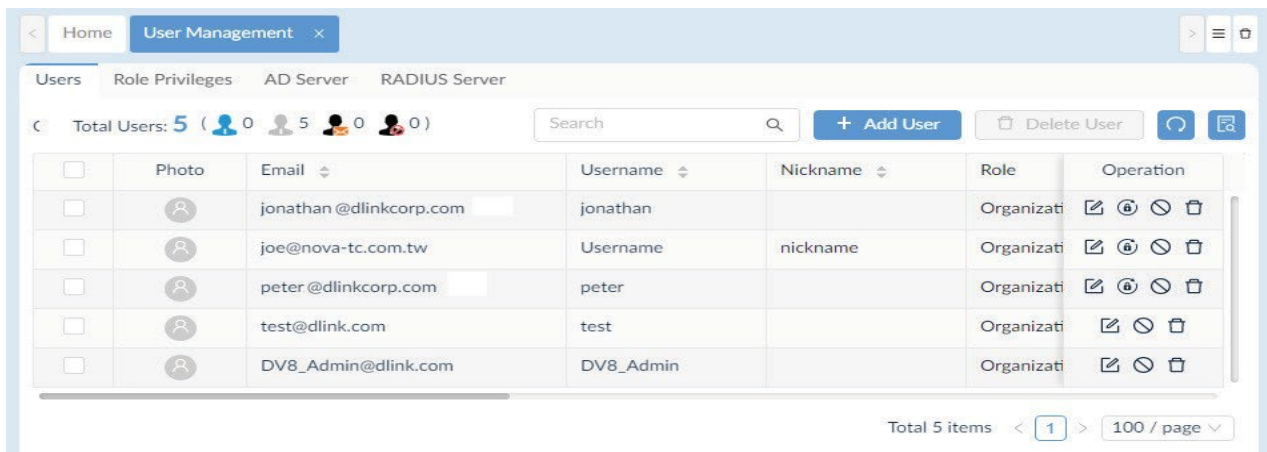 Home User Management ×
Users Role Privileges AD Server RADIUS Server
Total Users: 5 ( 0 5 0 0 ) Search + Add User Delete User
Photo Email Username Nickname Role Operation
jonathan@dlinkcorp.com jonathan Organizati
joe@nova-tc.com.tw Username nickname Organizati
peter@dlinkcorp.com peter Organizati
test@dlink.com test Organizati
DV8_Admin@dlink.com DV8_Admin Organizati
Total 5 items < 1 > 100 / page